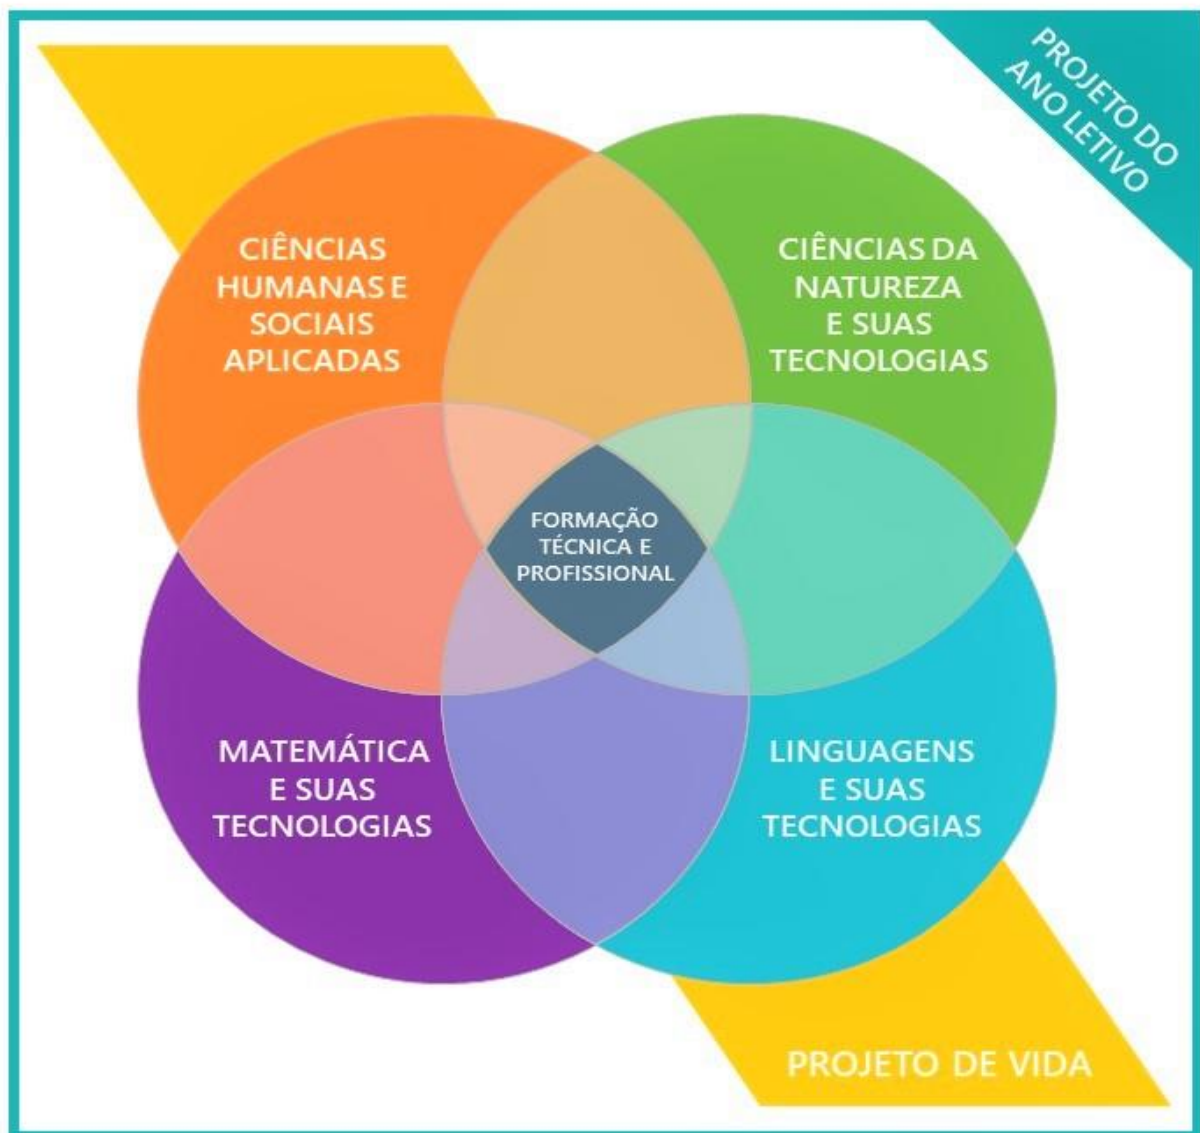 PROJETO DO
ANO LETIVO
CIÊNCIAS
HUMANAS E
SOCIAIS
APLICADAS
CIÊNCIAS DA
NATUREZA
E SUAS
TECNOLOGIAS
FORMAÇÃO
TÉCNICA E
PROFISSIONAL
MATEMÁTICA
E SUAS
TECNOLOGIAS
LINGUAGENS
E SUAS
TECNOLOGIAS
PROJETO DE VIDA